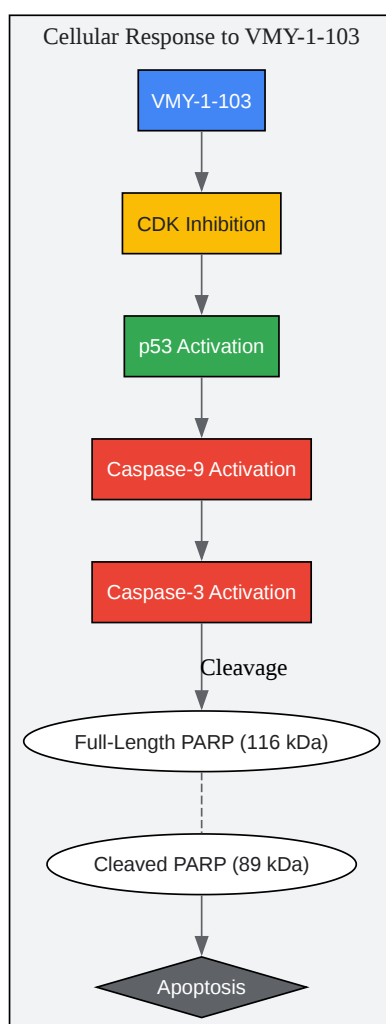 Cellular Response to VMY-1-103
VMY-1-103
CDK Inhibition
p53 Activation
Caspase-9 Activation
Caspase-3 Activation
Cleavage
Full-Length PARP (116 kDa)
Cleaved PARP (89 kDa)
Apoptosis